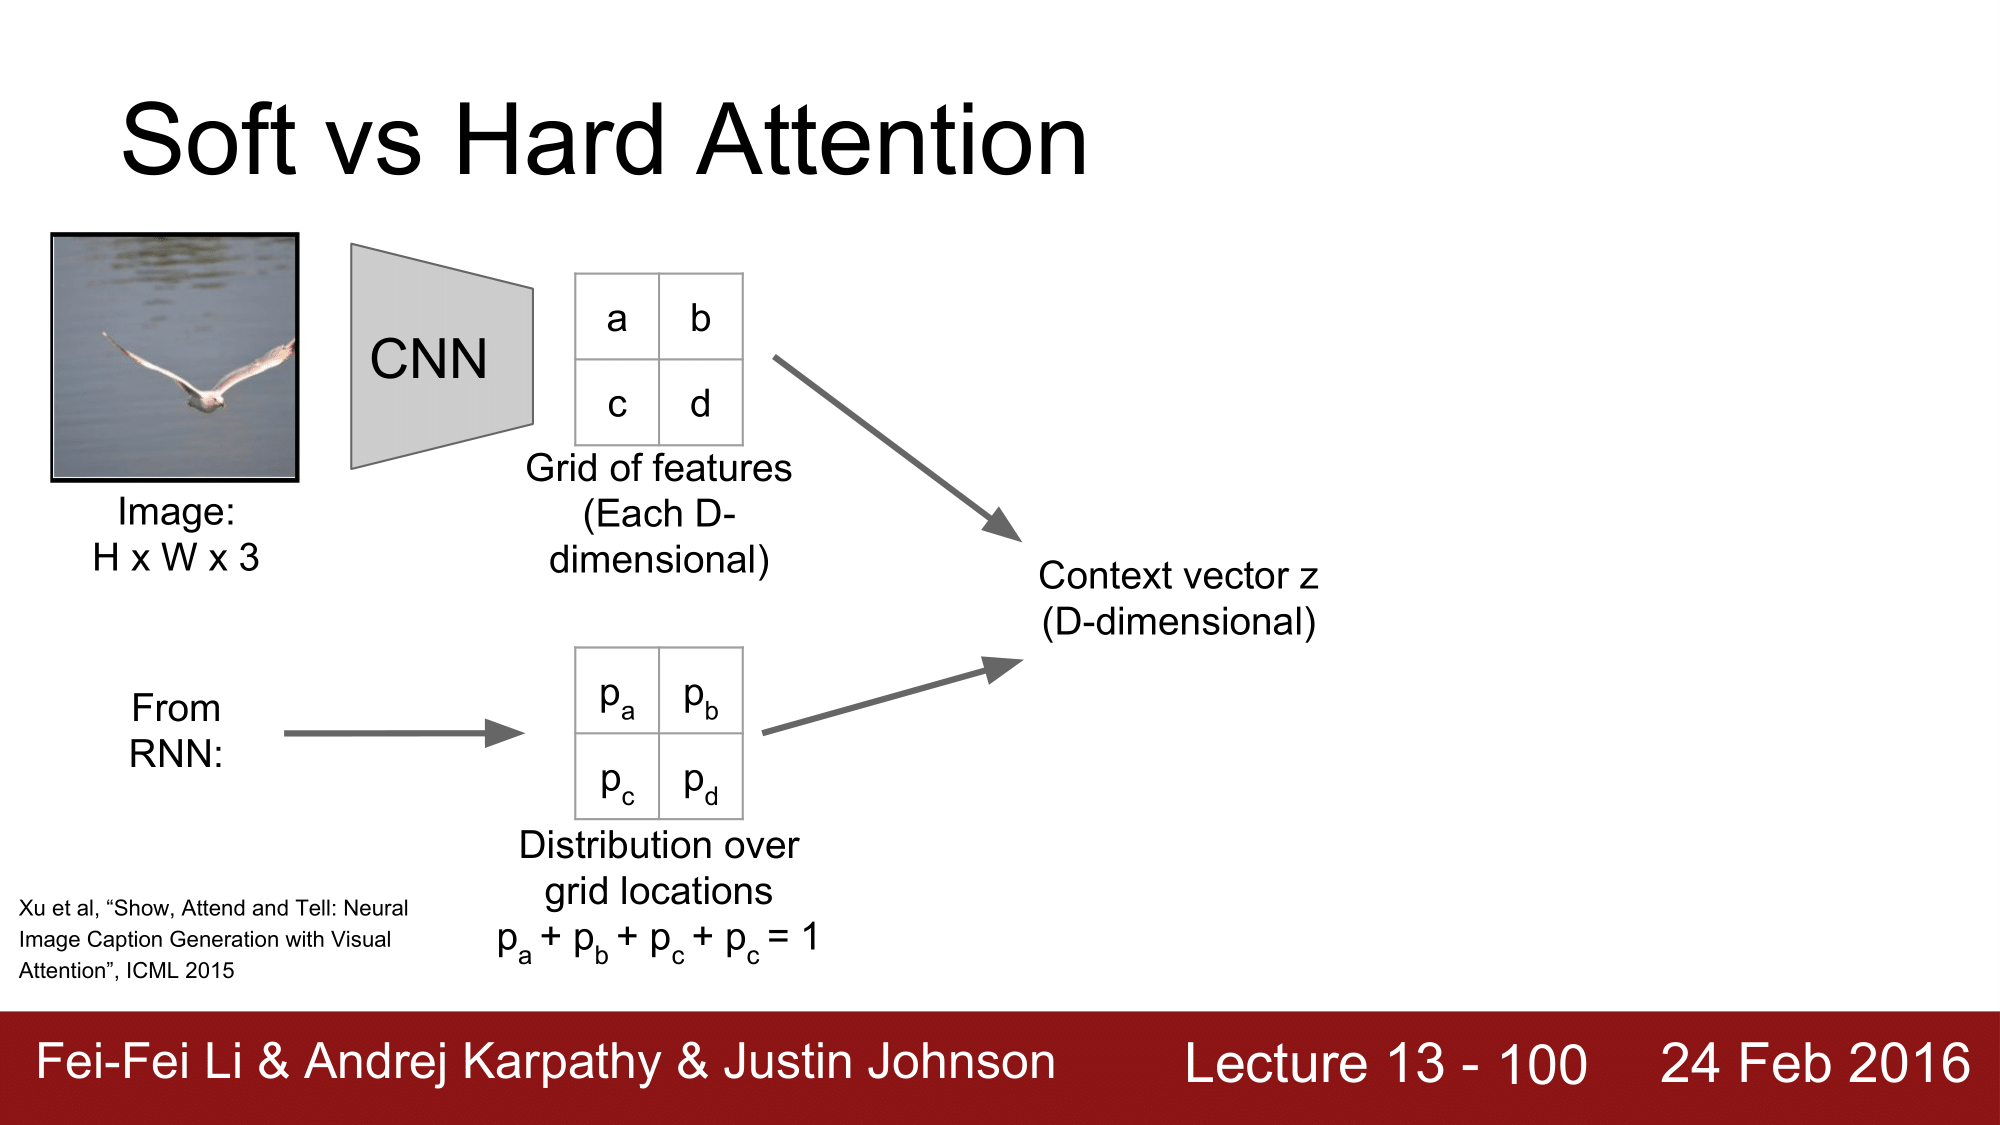 Soft vs Hard Attention
CNN
a b
c d
Image:
H x W x 3
Grid of features
(Each D-
dimensional)
Context vector z
(D-dimensional)
From
RNN:
p_a p_b
p_c p_d
Distribution over
grid locations
p_a + p_b + p_c + p_c = 1
Xu et al, “Show, Attend and Tell: Neural
Image Caption Generation with Visual
Attention”, ICML 2015
Fei-Fei Li & Andrej Karpathy & Justin Johnson Lecture 13 - 100 24 Feb 2016